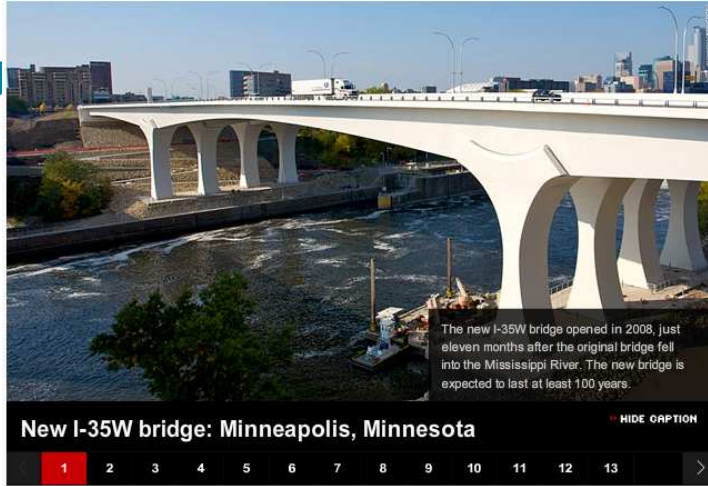 The new I-35W bridge opened in 2008, just
eleven months after the original bridge fell
into the Mississippi River. The new bridge is
expected to last at least 100 years.
HIDE CAPTION
New I-35W bridge: Minneapolis, Minnesota
1 2 3 4 5 6 7 8 9 10 11 12 13